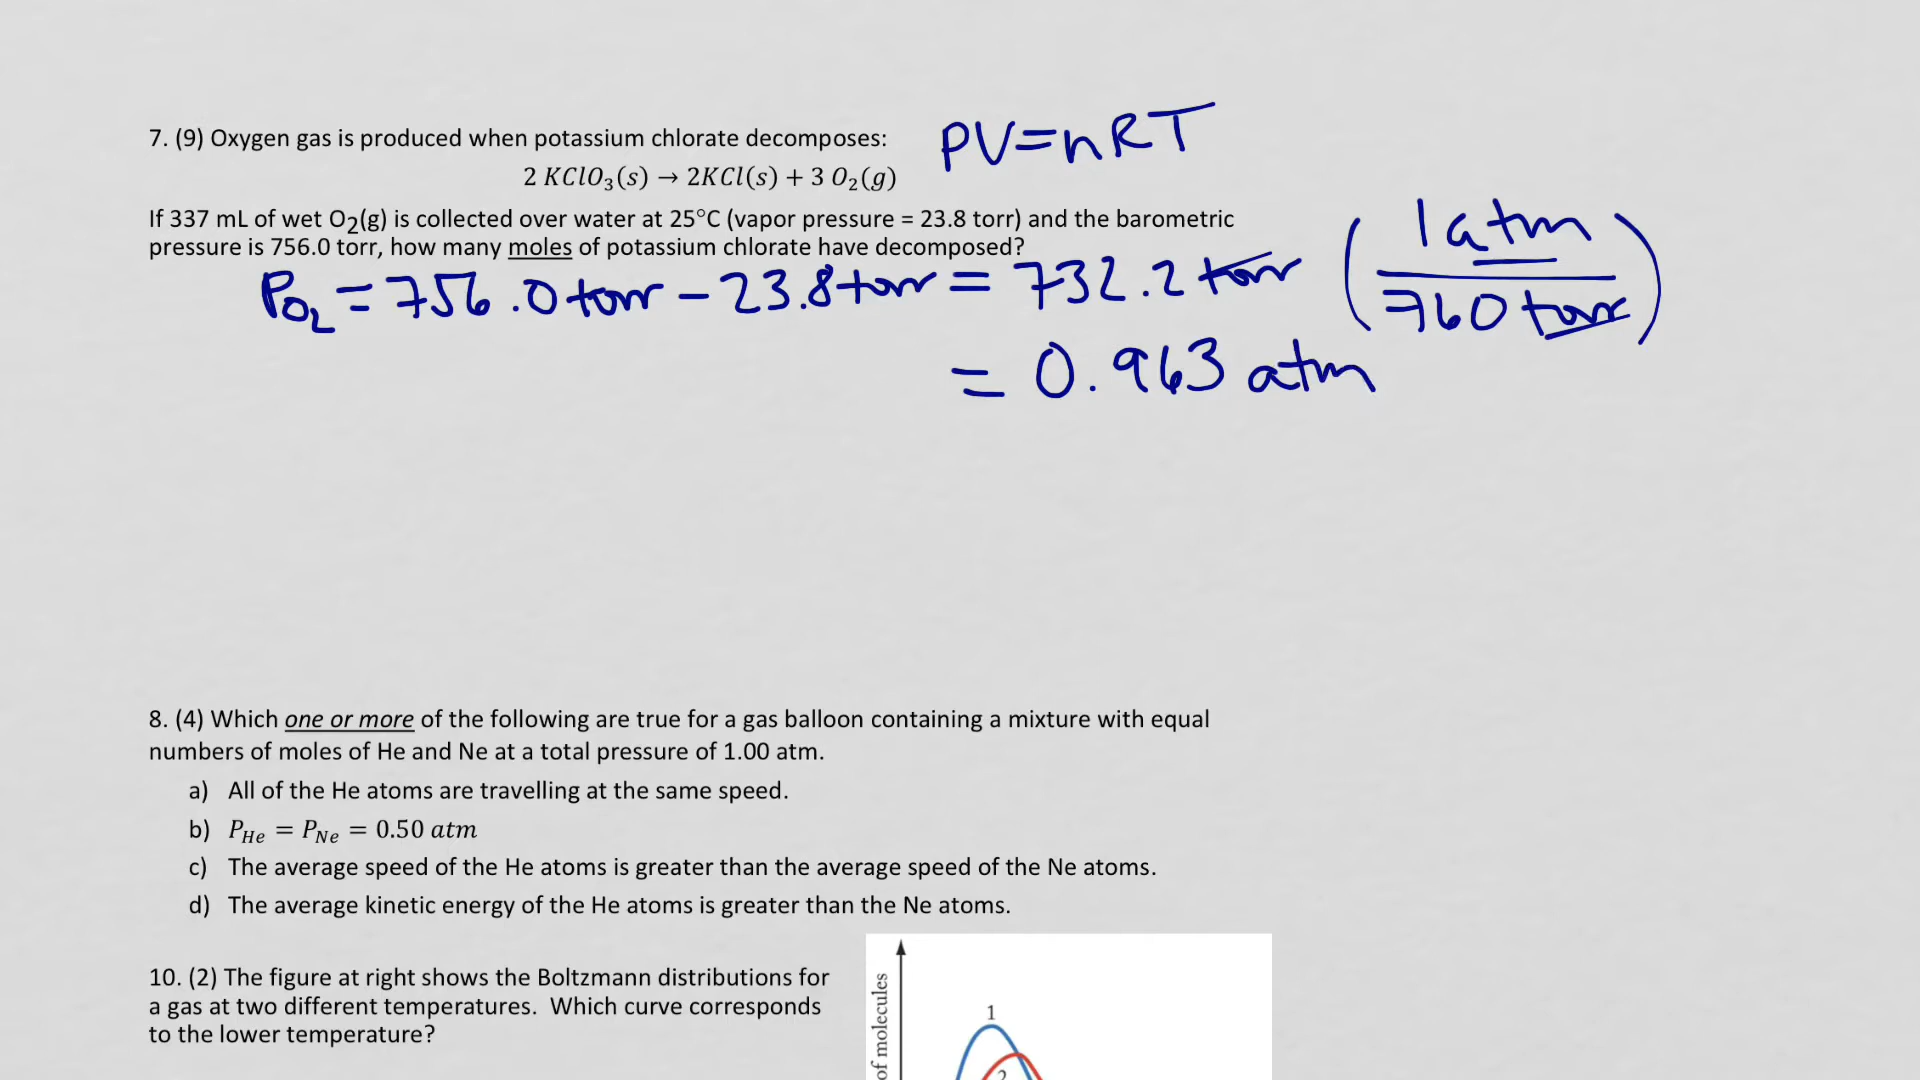 7. (9) Oxygen gas is produced when potassium chlorate decomposes:
PV=nRT
2 KClO₃(s) → 2KCl(s) + 3 O₂(g)
If 337 mL of wet O₂(g) is collected over water at 25°C (vapor pressure = 23.8 torr) and the barometric
pressure is 756.0 torr, how many moles of potassium chlorate have decomposed?
P_O₂ = 756.0 torr − 23.8 torr = 732.2 torr (1 atm / 760 torr)
= 0.963 atm
8. (4) Which one or more of the following are true for a gas balloon containing a mixture with equal
numbers of moles of He and Ne at a total pressure of 1.00 atm.
a) All of the He atoms are travelling at the same speed.
b) P_He = P_Ne = 0.50 atm
c) The average speed of the He atoms is greater than the average speed of the Ne atoms.
d) The average kinetic energy of the He atoms is greater than the Ne atoms.
10. (2) The figure at right shows the Boltzmann distributions for
a gas at two different temperatures. Which curve corresponds
to the lower temperature?
of molecules
1
2